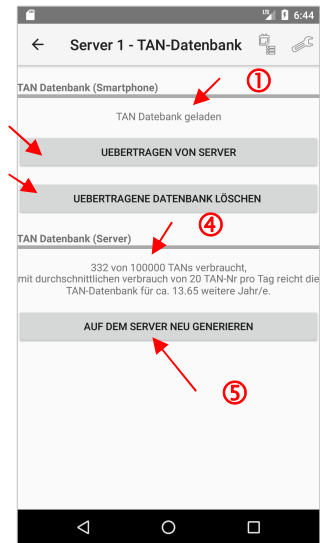 LTE 6:44
Server 1 - TAN-Datenbank
TAN Datenbank (Smartphone)
①
TAN Datebank geladen
UEBERTRAGEN VON SERVER
UEBERTRAGENE DATENBANK LÖSCHEN
④
TAN Datenbank (Server)
332 von 100000 TANs verbraucht,
mit durchschnittlichen verbrauch von 20 TAN-Nr pro Tag reicht die
TAN-Datenbank für ca. 13.65 weitere Jahr/e.
AUF DEM SERVER NEU GENERIEREN
⑤